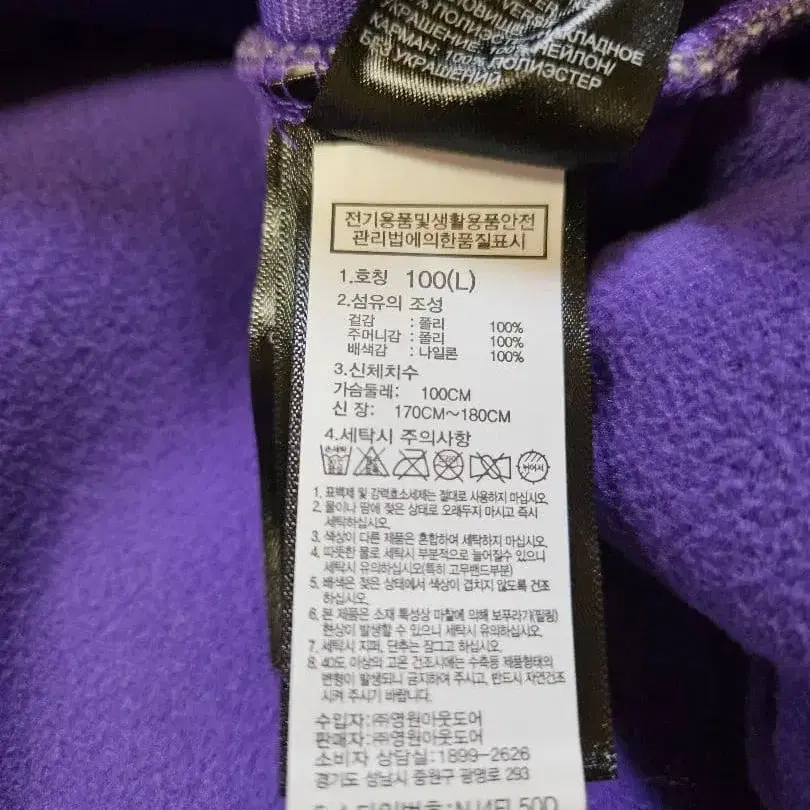 УКРАШЕНИЕ: 100% НЕЙЛОН/
КАРМАН: 100% ПОЛИЭСТЕР
БЕЗ УКРАШЕНИЙ
전기용품및생활용품안전
관리법에의한품질표시
1.호칭 100(L)
2.섬유의 조성
겉감 : 폴리 100%
주머니감 : 폴리 100%
배색감 : 나일론 100%
3.신체치수
가슴둘레: 100CM
신 장: 170CM~180CM
4.세탁시 주의사항
1. 표백제 및 강력효소세제는 절대로 사용하지 마십시오.
2. 물이나 땀에 젖은 상태로 오래두지 마시고 즉시
세탁하십시오.
3. 색상이 다른 제품은 혼합하여 세탁하지 마십시오.
4. 따뜻한 물로 세탁시 부분적으로 늘어질수 있으니
세탁시 유의하십시오(특히 고무밴드부분)
5. 배색은 젖은 상태에서 색상이 겹치지 않도록 건조
하십시오.
6. 본 제품은 소재 특성상 마찰에 의해 보푸라기(필링)
현상이 발생할 수 있으니 세탁시 유의하십시오.
7. 세탁시 지퍼, 단추는 잠그고 하십시오.
8. 40도 이상의 고온 건조시에는 수축등 제품형태의
변형이 발생되니 금지하여 주시고, 반드시 자연건조
시켜 주시기 바랍니다.
수입자:㈜영원아웃도어
판매자:㈜영원아웃도어
소비자 상담실:1899-2626
경기도 성남시 중원구 광명로 293